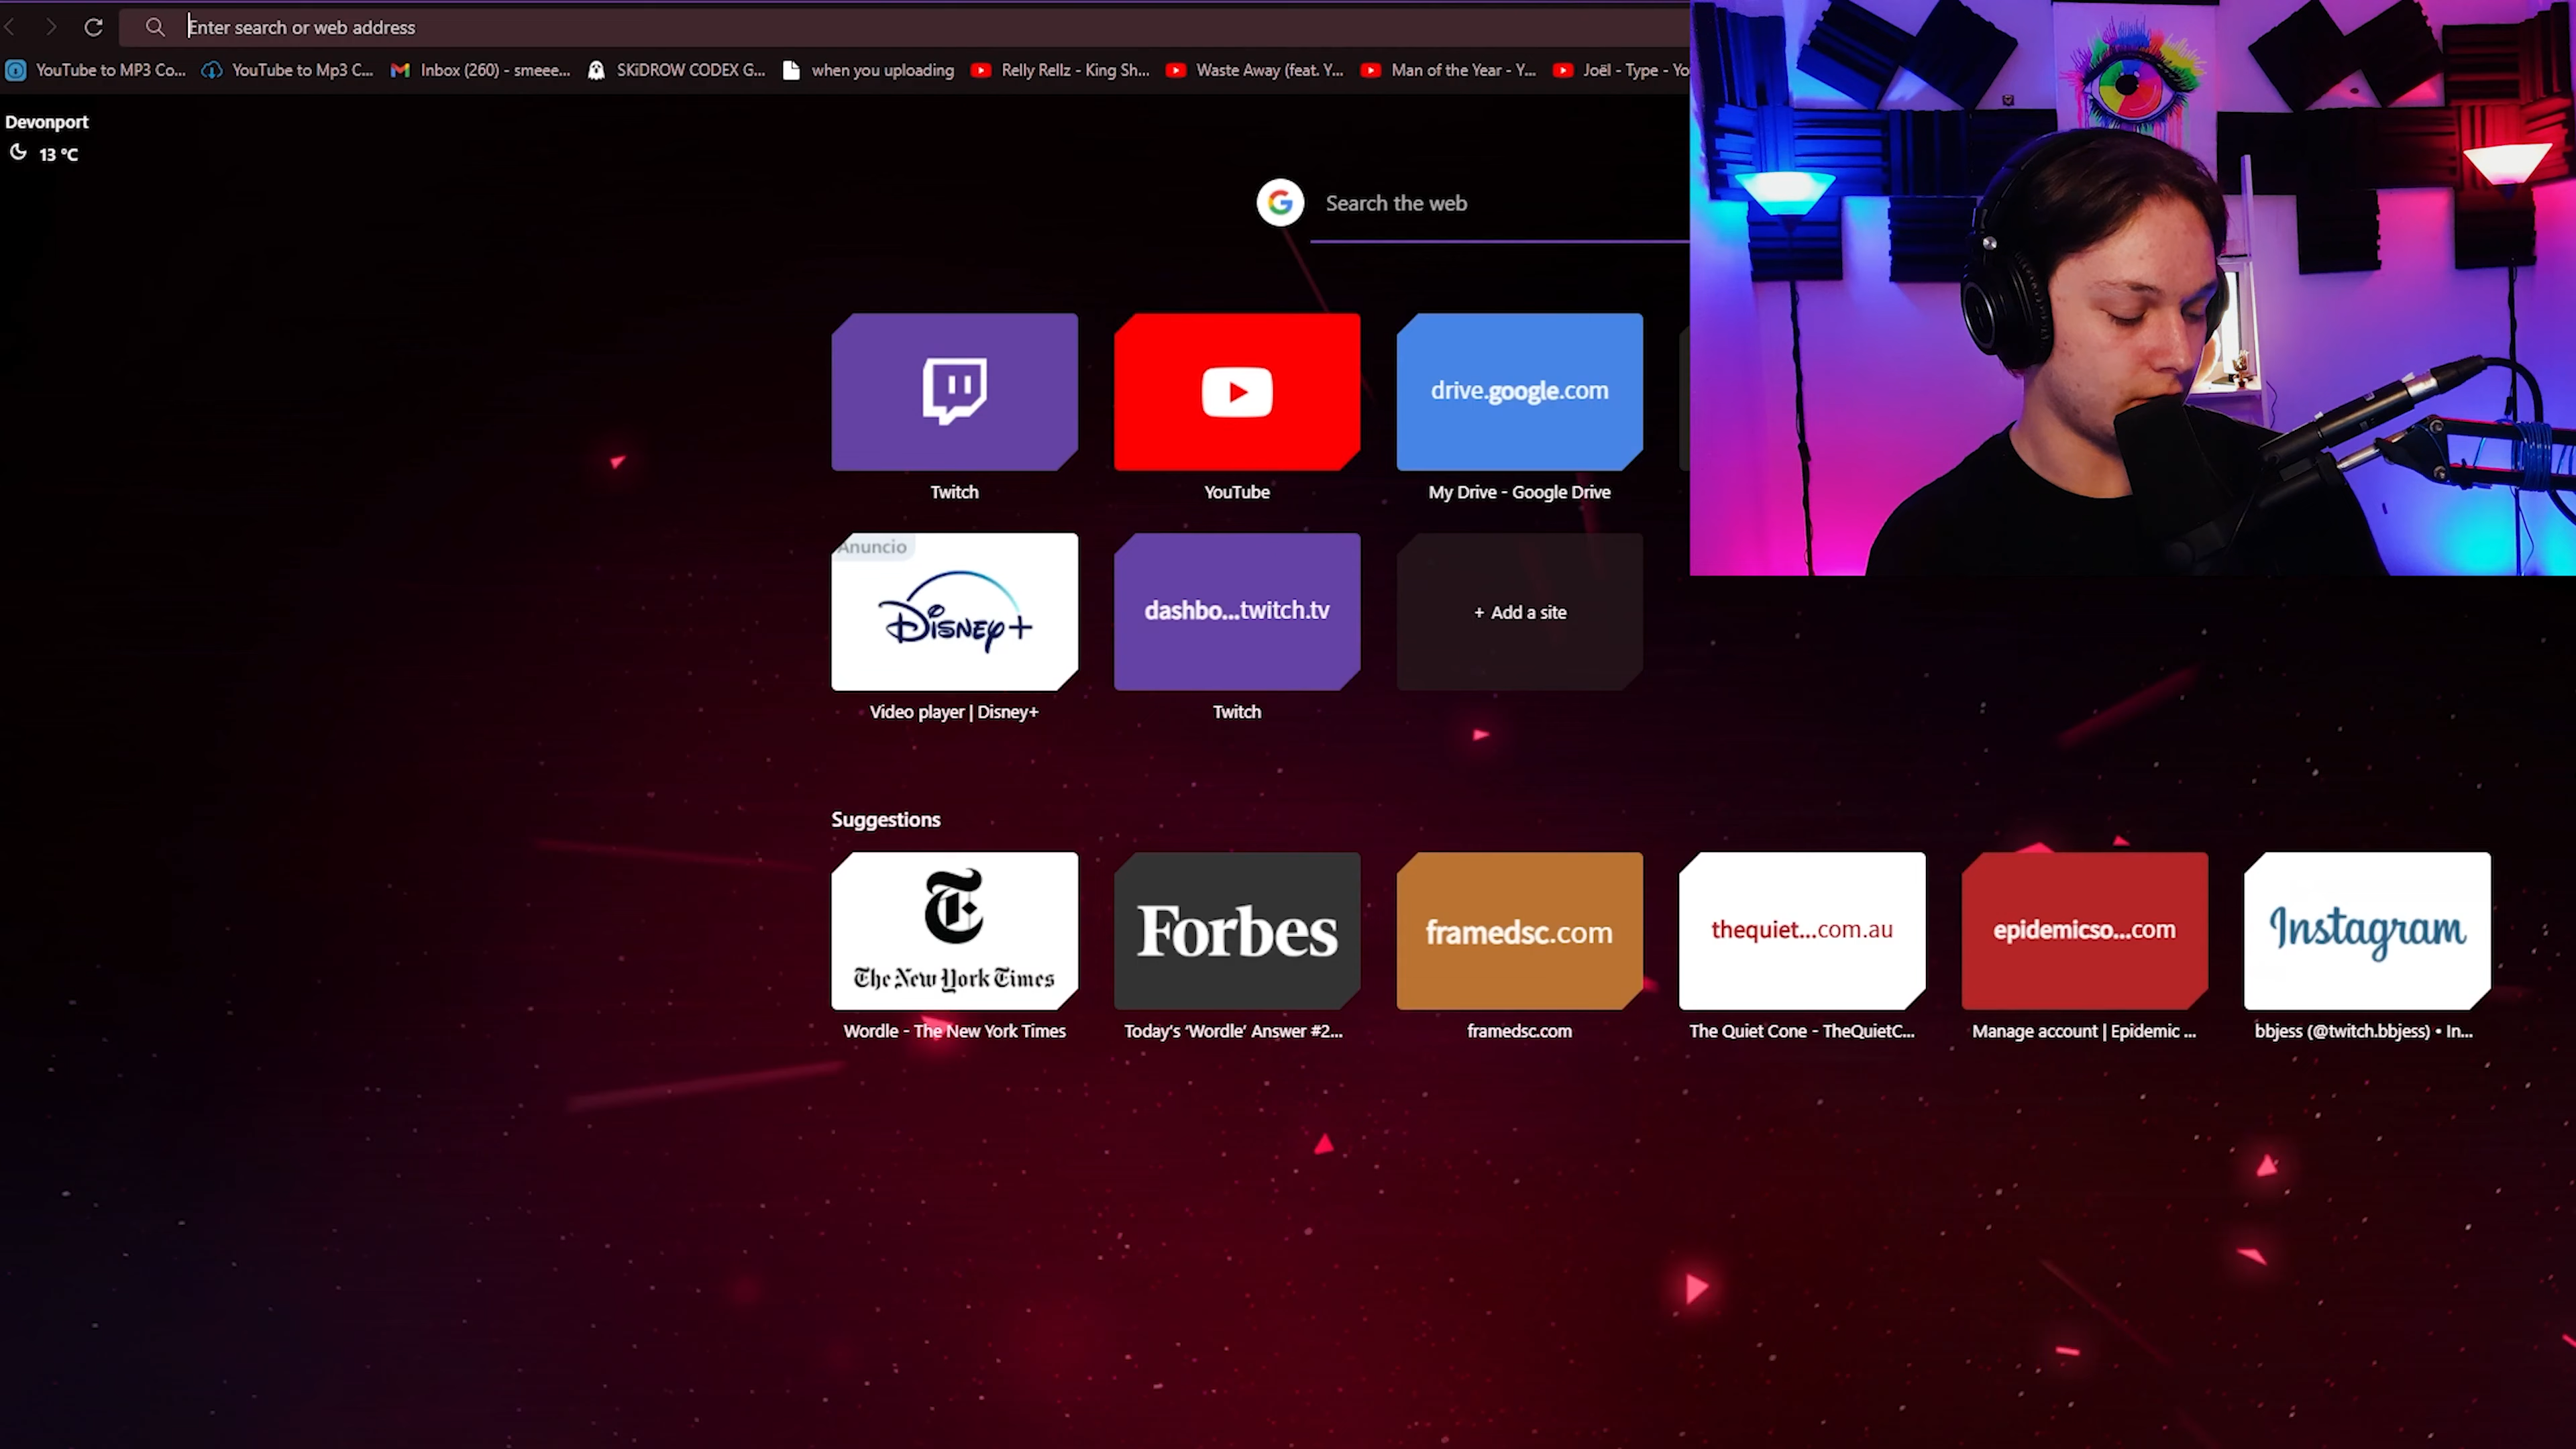 Enter search or web address
YouTube to MP3 Co... YouTube to Mp3 C... Inbox (260) - smeee... SKiDROW CODEX G... when you uploading Relly Rellz - King Sh... Waste Away (feat. Y... Man of the Year - Y... Joël - Type - Yo
Devonport
13 °C
Search the web
drive.google.com
Twitch YouTube My Drive - Google Drive
Anuncio
Disney+ dashbo...twitch.tv + Add a site
Video player | Disney+ Twitch
Suggestions
The New York Times Forbes framedsc.com thequiet...com.au epidemicso...com Instagram
Wordle - The New York Times Today's 'Wordle' Answer #2... framedsc.com The Quiet Cone - TheQuietC... Manage account | Epidemic ... bbjess (@twitch.bbjess) • In...